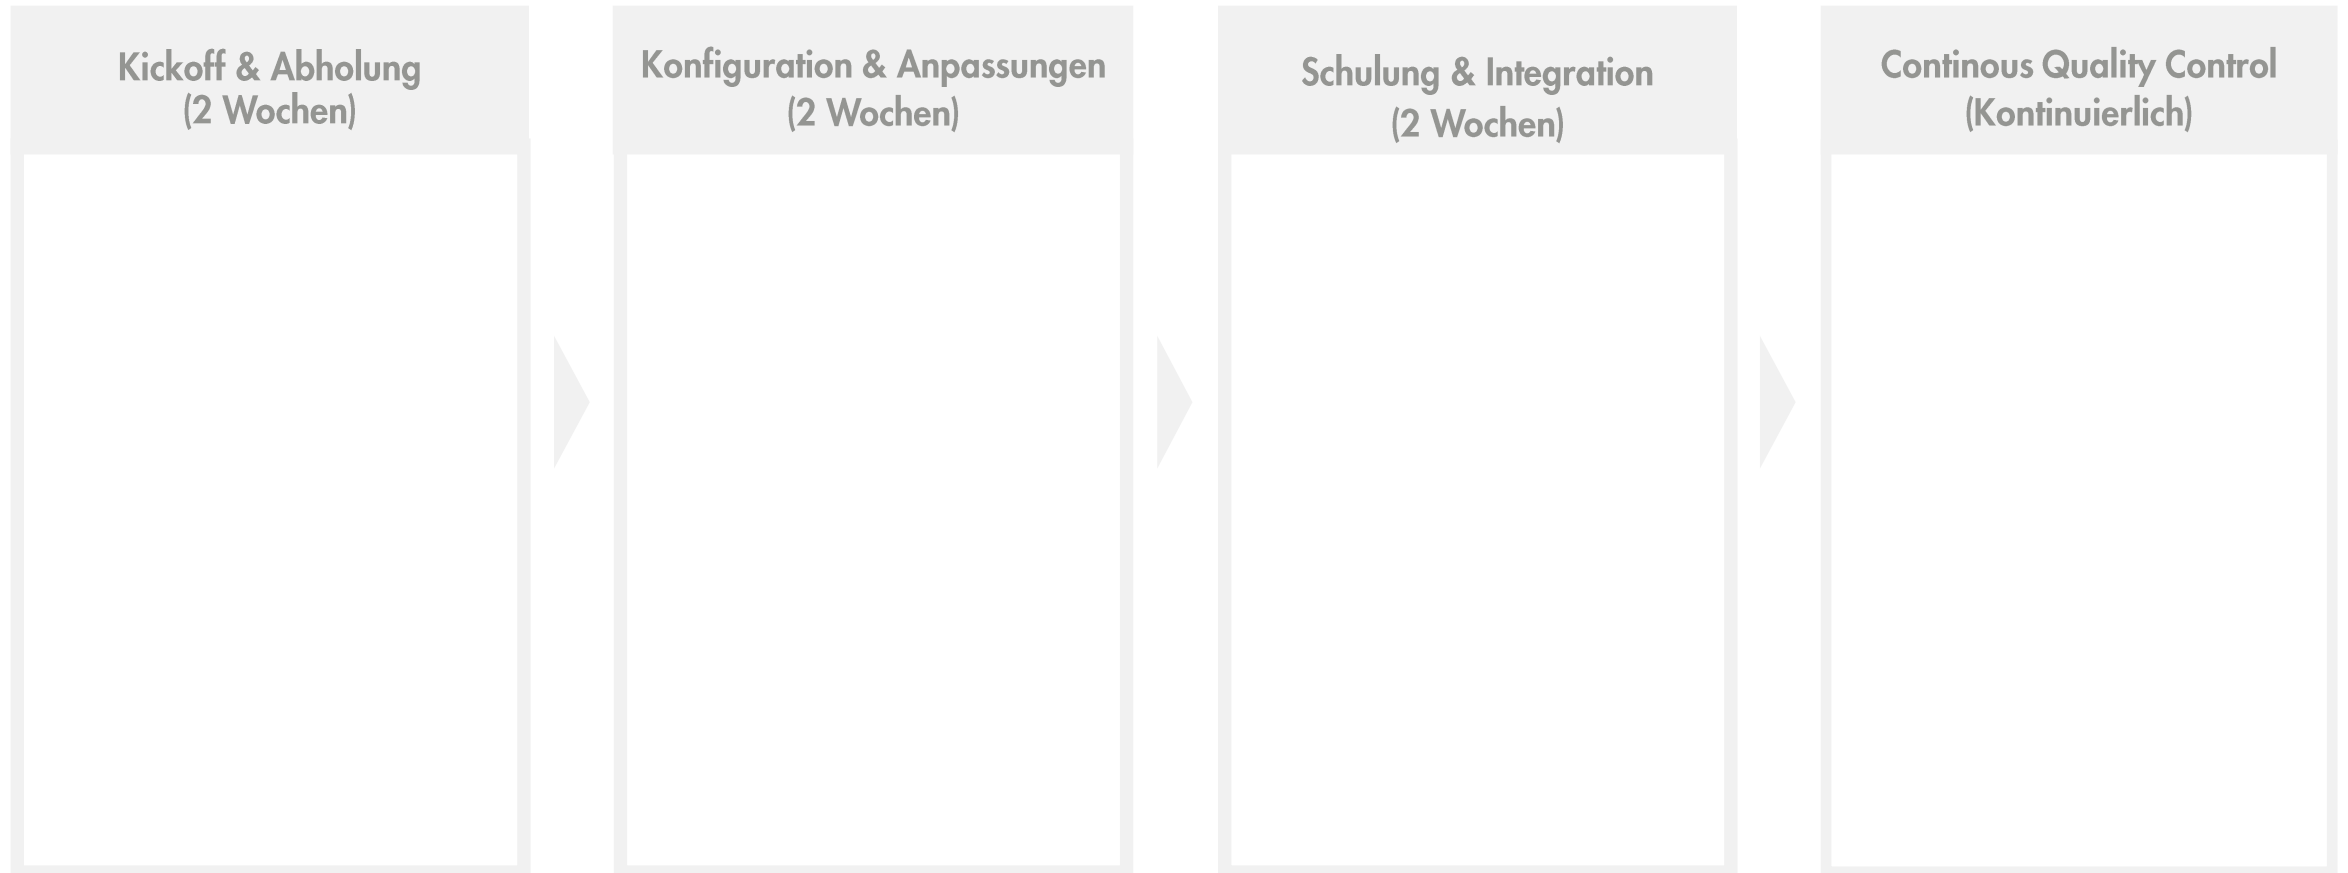 Kickoff & Abholung
(2 Wochen)
Konfiguration & Anpassungen
(2 Wochen)
Schulung & Integration
(2 Wochen)
Continous Quality Control
(Kontinuierlich)